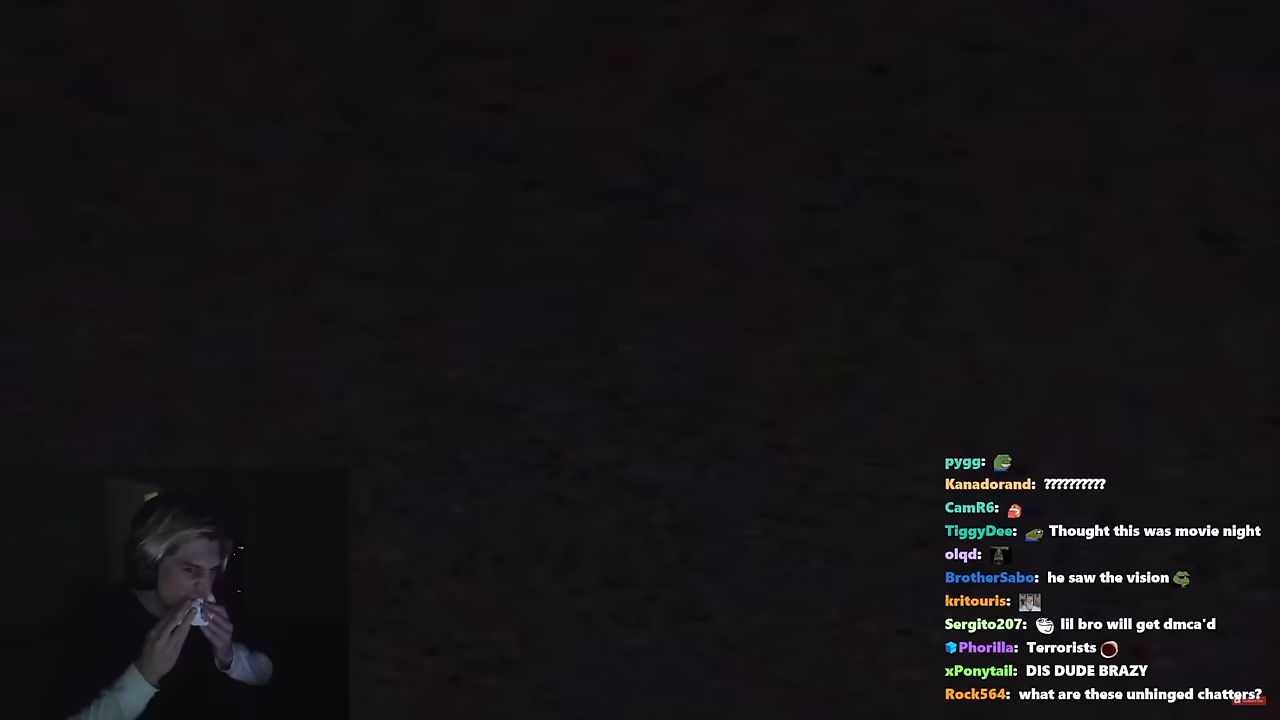 pygg:
Kanadorand: ??????????
CamR6:
TiggyDee: Thought this was movie night
olqd:
BrotherSabo: he saw the vision
kritouris:
Sergito207: lil bro will get dmca'd
Phorilla: Terrorists
xPonytail: DIS DUDE BRAZY
Rock564: what are these unhinged chatters?